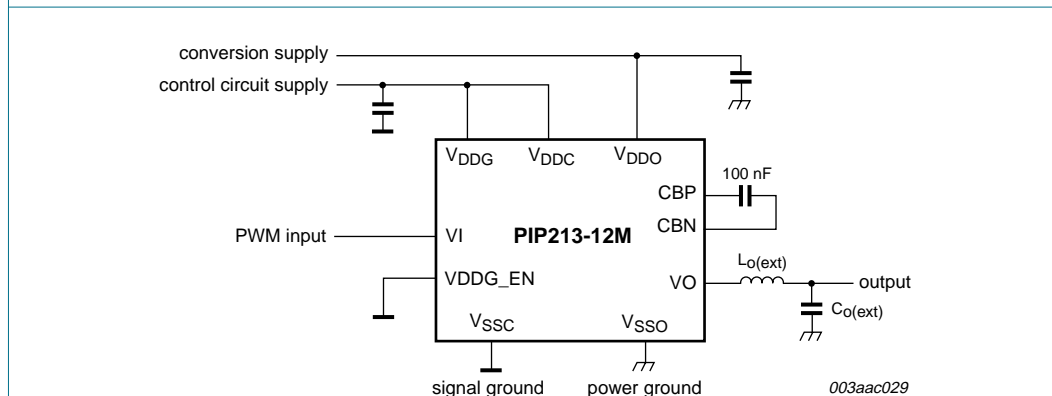 conversion supply
control circuit supply
VDDG VDDC VDDO
100 nF
CBP
CBN
PWM input
VI
PIP213-12M
Lo(ext)
VDDG_EN
VO
output
Co(ext)
VSSC
VSSO
signal ground
power ground
003aac029